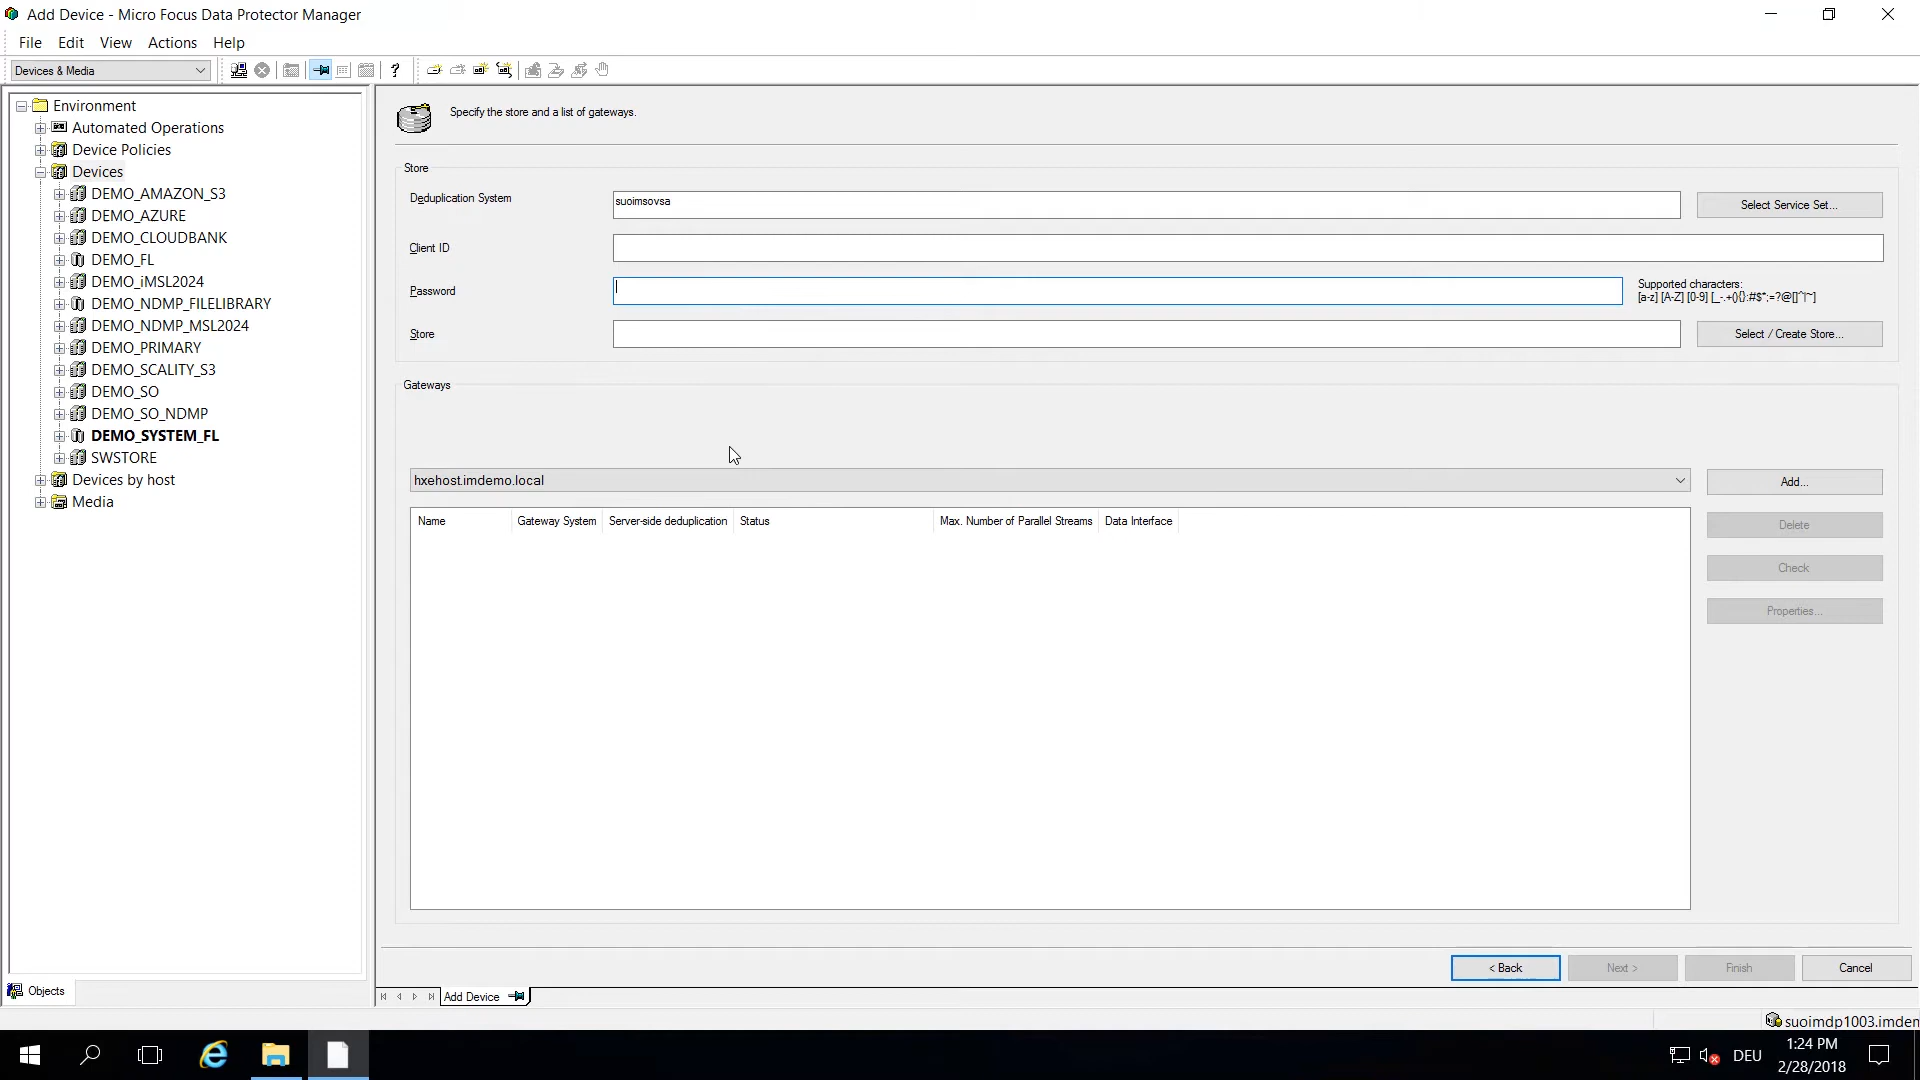 Add Device - Micro Focus Data Protector Manager
File Edit View Actions Help
Devices & Media
Environment
Automated Operations
Device Policies
Devices
DEMO_AMAZON_S3
DEMO_AZURE
DEMO_CLOUDBANK
DEMO_FL
DEMO_iMSL2024
DEMO_NDMP_FILELIBRARY
DEMO_NDMP_MSL2024
DEMO_PRIMARY
DEMO_SCALITY_S3
DEMO_SO
DEMO_SO_NDMP
DEMO_SYSTEM_FL
SWSTORE
Devices by host
Media
Objects
Specify the store and a list of gateways.
Store
Deduplication System suoimsovsa Select Service Set...
Client ID
Password Supported characters:
[a-z] [A-Z] [0-9] [_-.+(){}:#$*;=?@[]^|~]
Store Select / Create Store...
Gateways
hxehost.imdemo.local Add...
Name Gateway System Server-side deduplication Status Max. Number of Parallel Streams Data Interface
Delete
Check
Properties...
< Back Next > Finish Cancel
Add Device
suoimdp1003.imdem
DEU 1:24 PM
2/28/2018